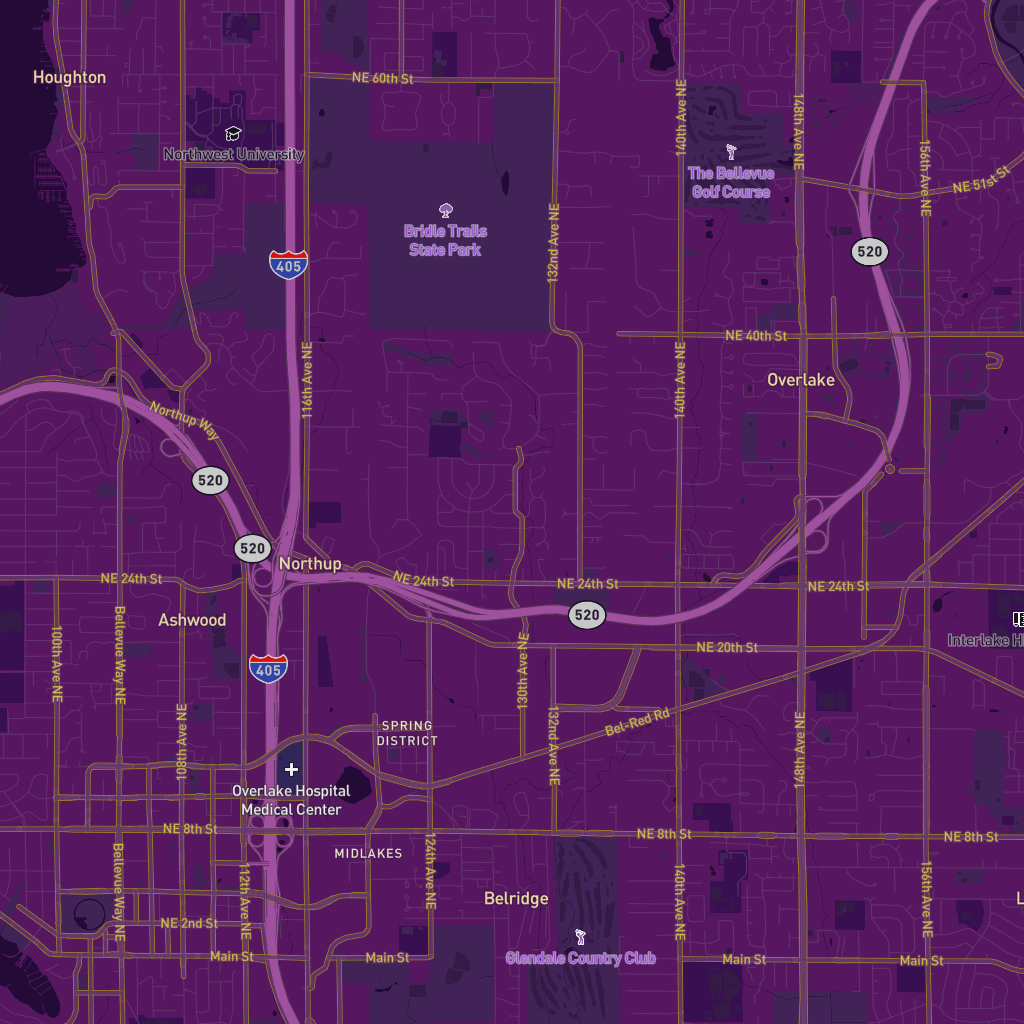 Houghton
NE 60th St
140th Ave NE
148th Ave NE
Northwest University
156th Ave NE
The Bellevue
Golf Course
NE 51st St
Bridle Trails
State Park
132nd Ave NE
520
405
NE 40th St
116th Ave NE
140th Ave NE
Overlake
Northup Way
520
520
Northup
NE 24th St
NE 24th St
NE 24th St
NE 24th St
520
Ashwood
100th Ave NE
Bellevue Way NE
Interlake H
405
130th Ave NE
NE 20th St
108th Ave NE
SPRING
DISTRICT
132nd Ave NE
Bel-Red Rd
148th Ave NE
Overlake Hospital
Medical Center
NE 8th St
NE 8th St
NE 8th St
MIDLAKES
Bellevue Way NE
112th Ave NE
124th Ave NE
140th Ave NE
156th Ave NE
Belridge
L
NE 2nd St
Main St
Main St
Glendale Country Club
Main St
Main St